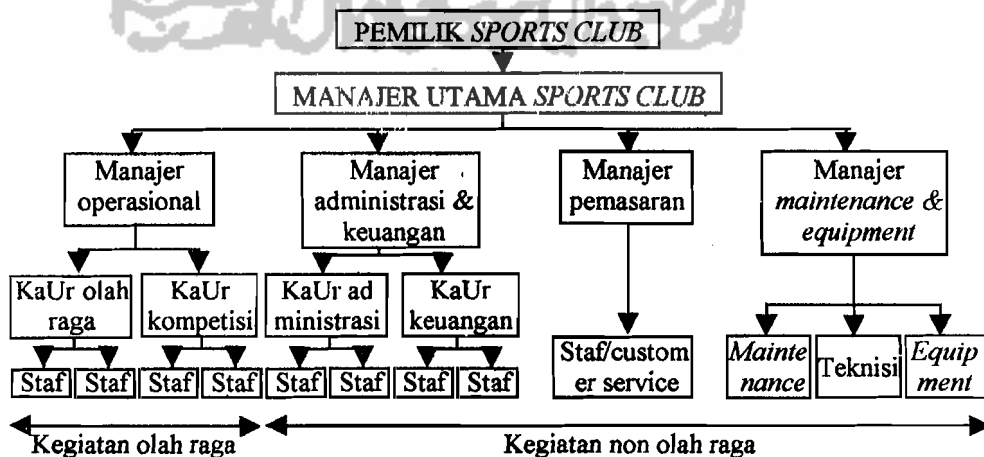 PEMILIK SPORTS CLUB
MANAJER UTAMA SPORTS CLUB
Manajer
operasional
Manajer
administrasi &
keuangan
Manajer
pemasaran
Manajer
maintenance &
equipment
KaUr olah
raga
KaUr
kompetisi
KaUr ad
ministrasi
KaUr
keuangan
Staf/custom
er service
Mainte
nance
Teknisi
Equip
ment
Staf
Staf
Staf
Staf
Staf
Staf
Staf
Staf
Kegiatan olah raga
Kegiatan non olah raga